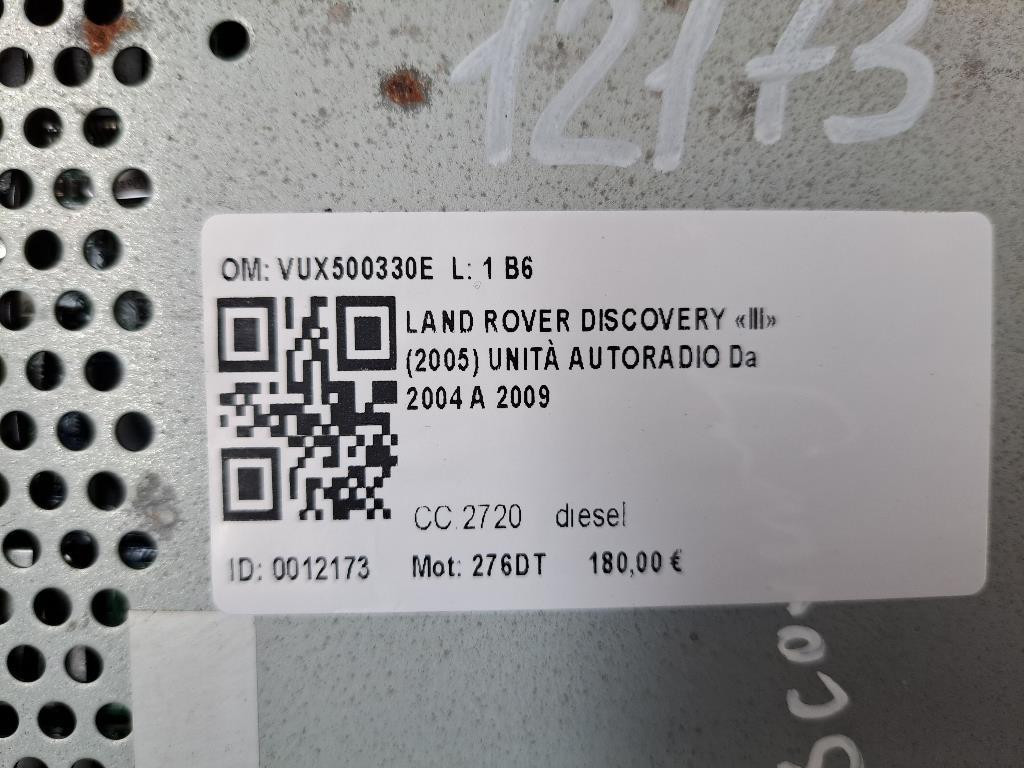 12173
OM: VUX500330E L: 1 B6
LAND ROVER DISCOVERY «III»
(2005) UNITÀ AUTORADIO Da
2004 A 2009
CC.2720 diesel
ID: 0012173 Mot: 276DT 180,00 €